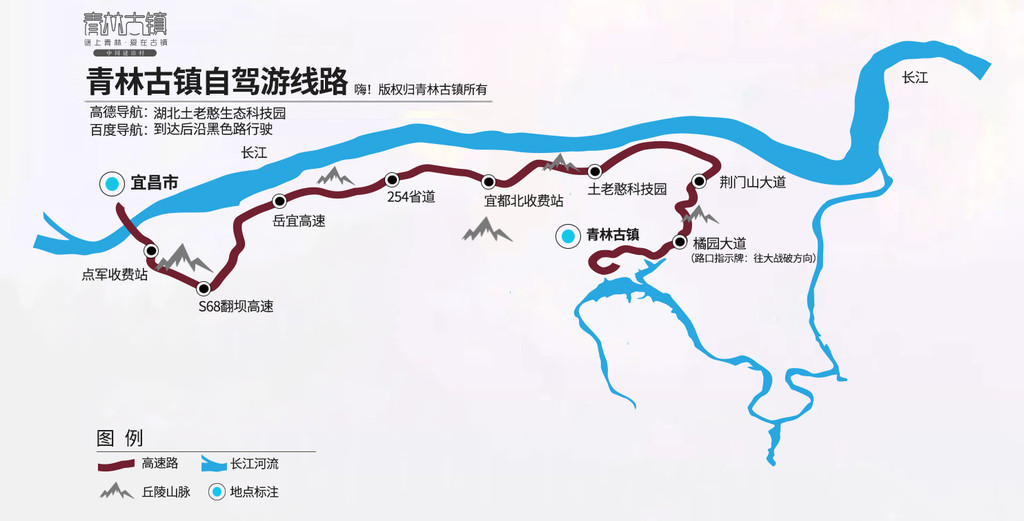 青林古镇
谜上青林·爱在古镇
青林古镇自驾游线路 嗨！版权归青林古镇所有
高德导航：湖北土老憨生态科技园
百度导航：到达后沿黑色路行驶
长江
长江
宜昌市
点军收费站
S68翻坝高速
岳宜高速
254省道
宜都北收费站
土老憨科技园
荆门山大道
橘园大道
（路口指示牌：往大战破方向）
青林古镇
图 例
高速路
长江河流
丘陵山脉
地点标注